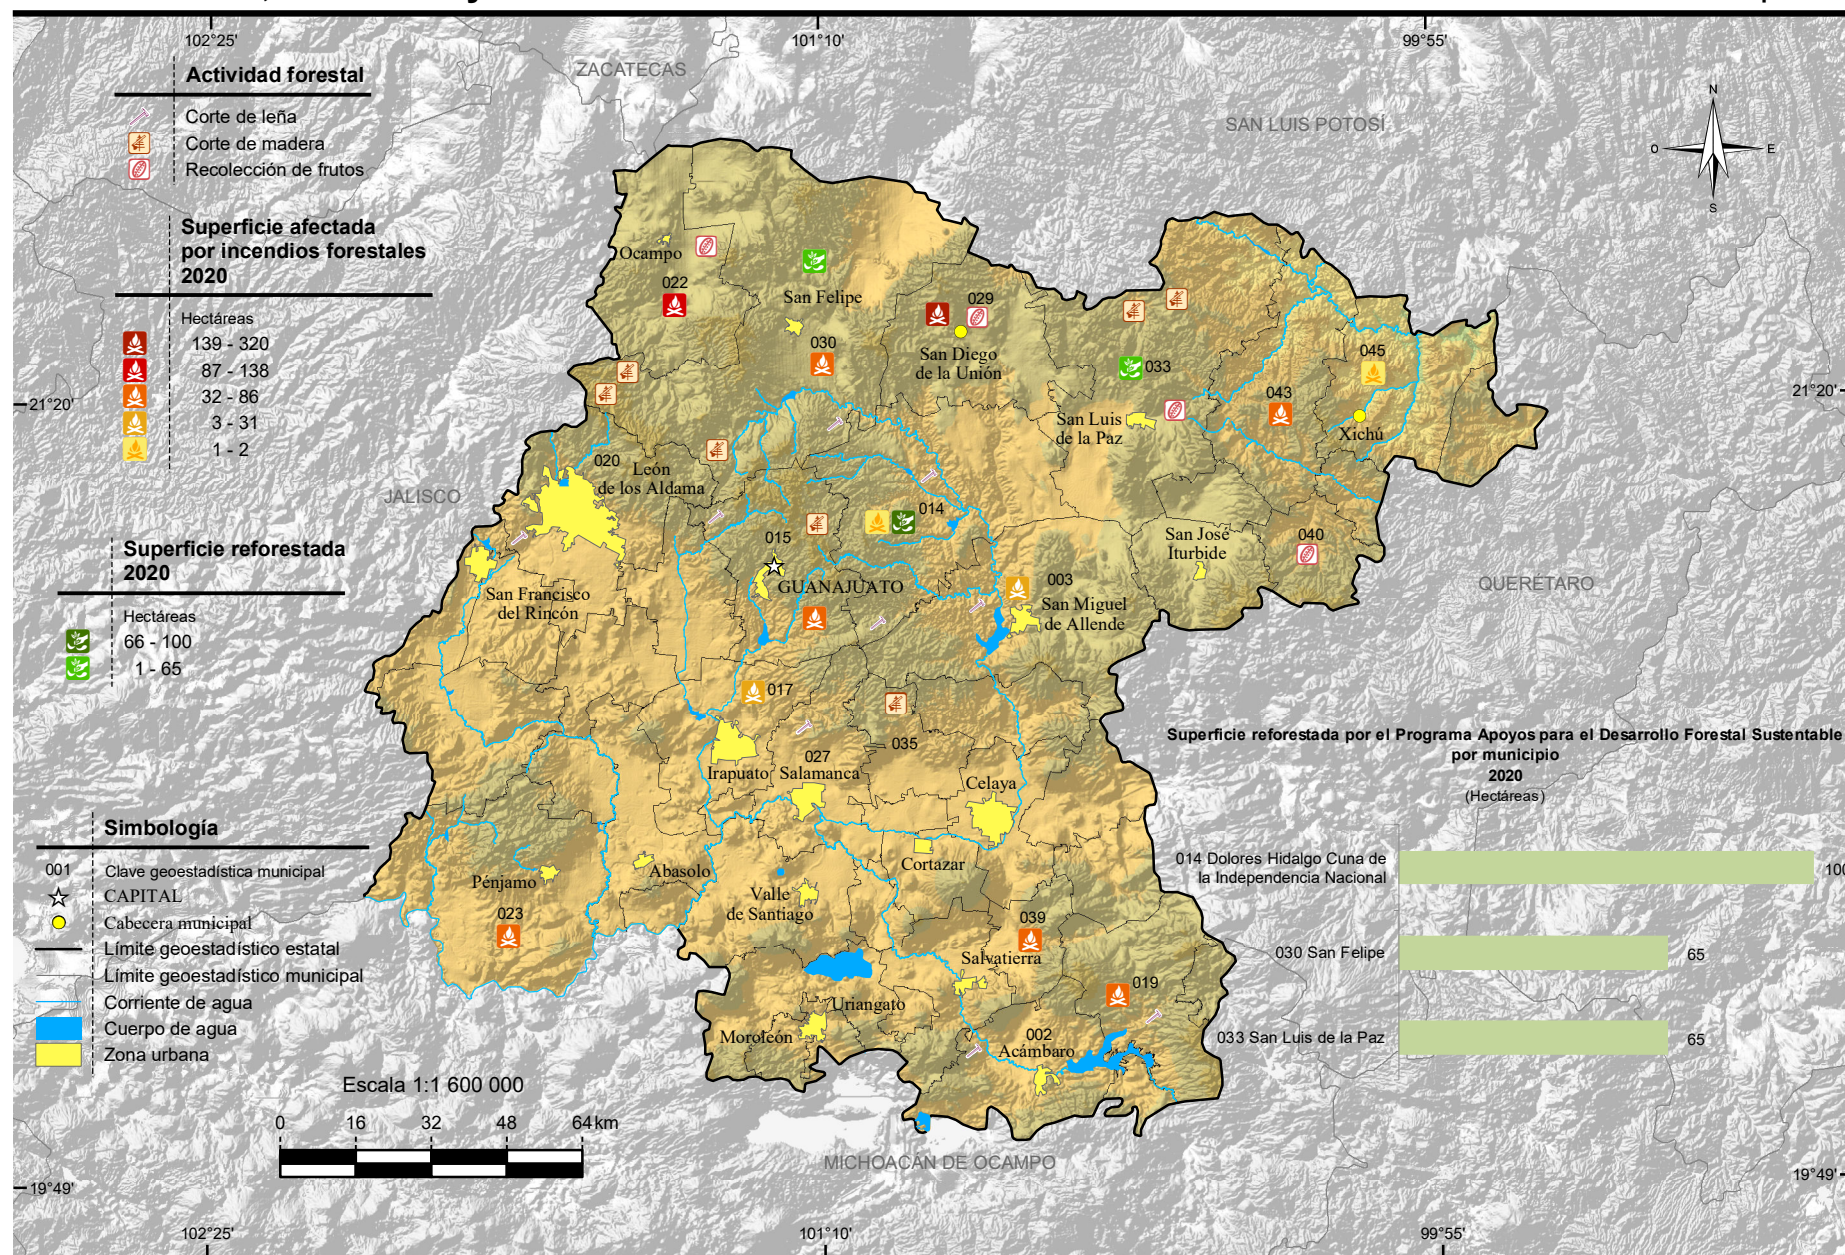 102°25'
101°10'
99°55'
ZACATECAS
SAN LUIS POTOSÍ
N
O
E
S
Actividad forestal
Corte de leña
Corte de madera
Recolección de frutos
Superficie afectada
por incendios forestales
2020
Hectáreas
139 - 320
87 - 138
32 - 86
3 - 31
1 - 2
21°20'
21°20'
JALISCO
QUERÉTARO
Superficie reforestada
2020
Hectáreas
66 - 100
1 - 65
Ocampo
022
San Felipe
030
029
San Diego
de la Unión
033
San Luis
de la Paz
043
045
Xichú
020
León
de los Aldama
014
015
GUANAJUATO
San José
Iturbide
040
003
San Miguel
de Allende
San Francisco
del Rincón
017
035
027
Irapuato
Salamanca
Celaya
Cortazar
Pénjamo
023
Abasolo
Valle
de Santiago
039
Salvatierra
019
Uriangato
Moroleón
002
Acámbaro
Superficie reforestada por el Programa Apoyos para el Desarrollo Forestal Sustentable
por municipio
2020
(Hectáreas)
014 Dolores Hidalgo Cuna de
la Independencia Nacional
100
030 San Felipe
65
033 San Luis de la Paz
65
Simbología
001
Clave geoestadística municipal
CAPITAL
Cabecera municipal
Límite geoestadístico estatal
Límite geoestadístico municipal
Corriente de agua
Cuerpo de agua
Zona urbana
Escala 1:1 600 000
0 16 32 48 64 km
MICHOACÁN DE OCAMPO
19°49'
19°49'
102°25'
101°10'
99°55'